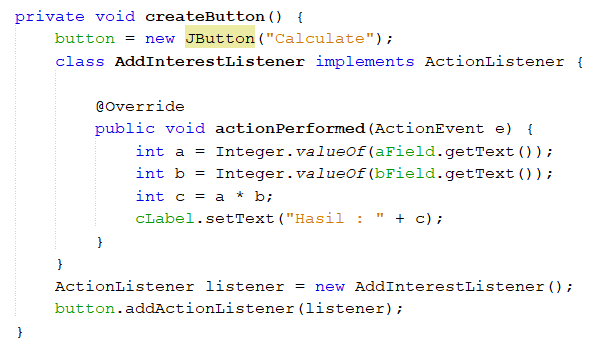 private void createButton() {
    button = new JButton("Calculate");
    class AddInterestListener implements ActionListener {

        @Override
        public void actionPerformed(ActionEvent e) {
            int a = Integer.valueOf(aField.getText());
            int b = Integer.valueOf(bField.getText());
            int c = a * b;
            cLabel.setText("Hasil : " + c);
        }
    }
    ActionListener listener = new AddInterestListener();
    button.addActionListener(listener);
}